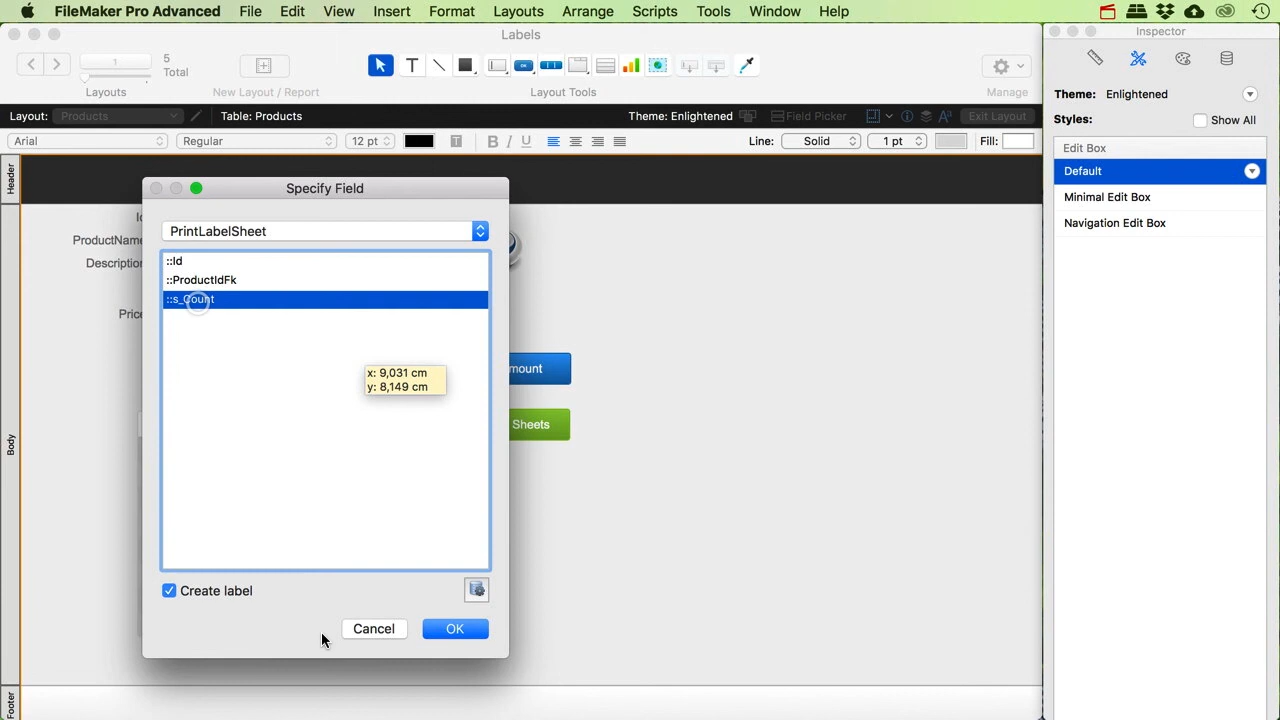 FileMaker Pro Advanced File Edit View Insert Format Layouts Arrange Scripts Tools Window Help
Labels
Inspector
1
5
Total
Layouts
New Layout / Report
Layout Tools
Manage
Theme: Enlightened
Layout: Products
Table: Products
Theme: Enlightened
Field Picker
Exit Layout
Styles:
Show All
Arial
Regular
12 pt
B I U
Line:
Solid
1 pt
Fill:
Edit Box
Default
Minimal Edit Box
Navigation Edit Box
Header
Body
Footer
ProductName
Description
Price
Specify Field
PrintLabelSheet
::Id
::ProductIdFk
::s_Count
x: 9,031 cm
y: 8,149 cm
mount
Sheets
Create label
Cancel
OK